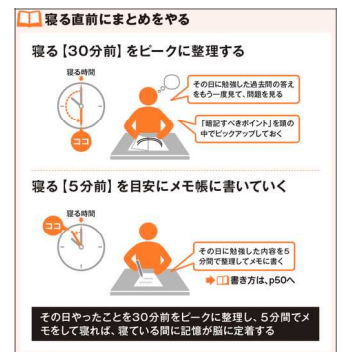 寝る直前にまとめをやる
寝る【30分前】をピークに整理する
寝る時間
ココ
その日に勉強した過去問の答え
をもう一度見て、問題を見る
「暗記すべきポイント」を頭の
中でピックアップしておく
寝る【5分前】を目安にメモ帳に書いていく
寝る時間
ココ
その日に勉強した内容を5
分間で整理してメモに書く
書き方は、p50へ
その日やったことを30分前をピークに整理し、5分間でメ
モをして寝れば、寝ている間に記憶が脳に定着する